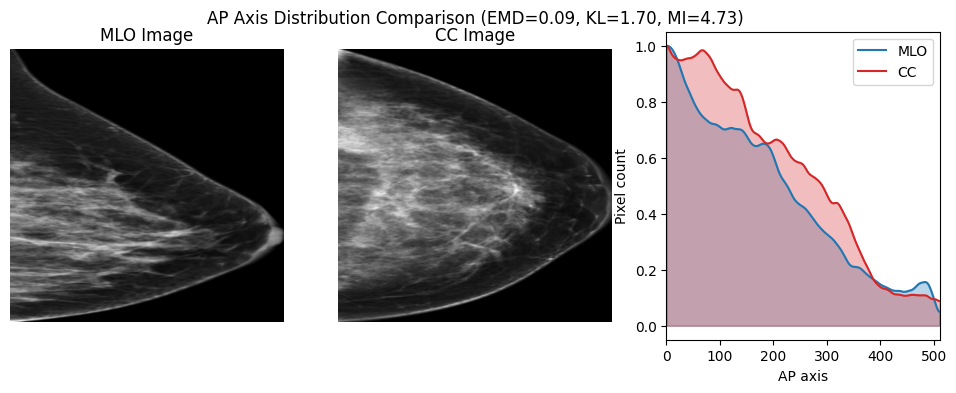 AP Axis Distribution Comparison (EMD=0.09, KL=1.70, MI=4.73)
MLO Image
CC Image
MLO
CC
1.0
0.8
0.6
0.4
0.2
0.0
Pixel count
0 100 200 300 400 500
AP axis